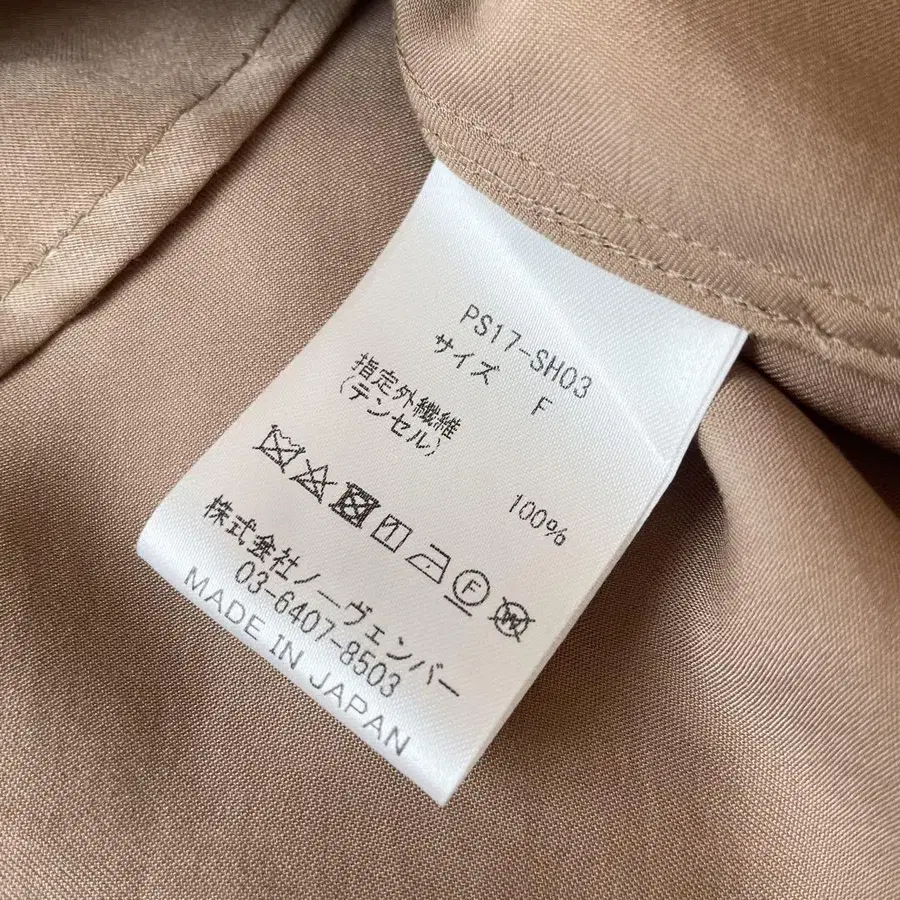 PS17-SH03
サイズ F
指定外繊維
(テンセル) 100%
F W
株式会社ノーヴェンバー
03-6407-8503
MADE IN JAPAN